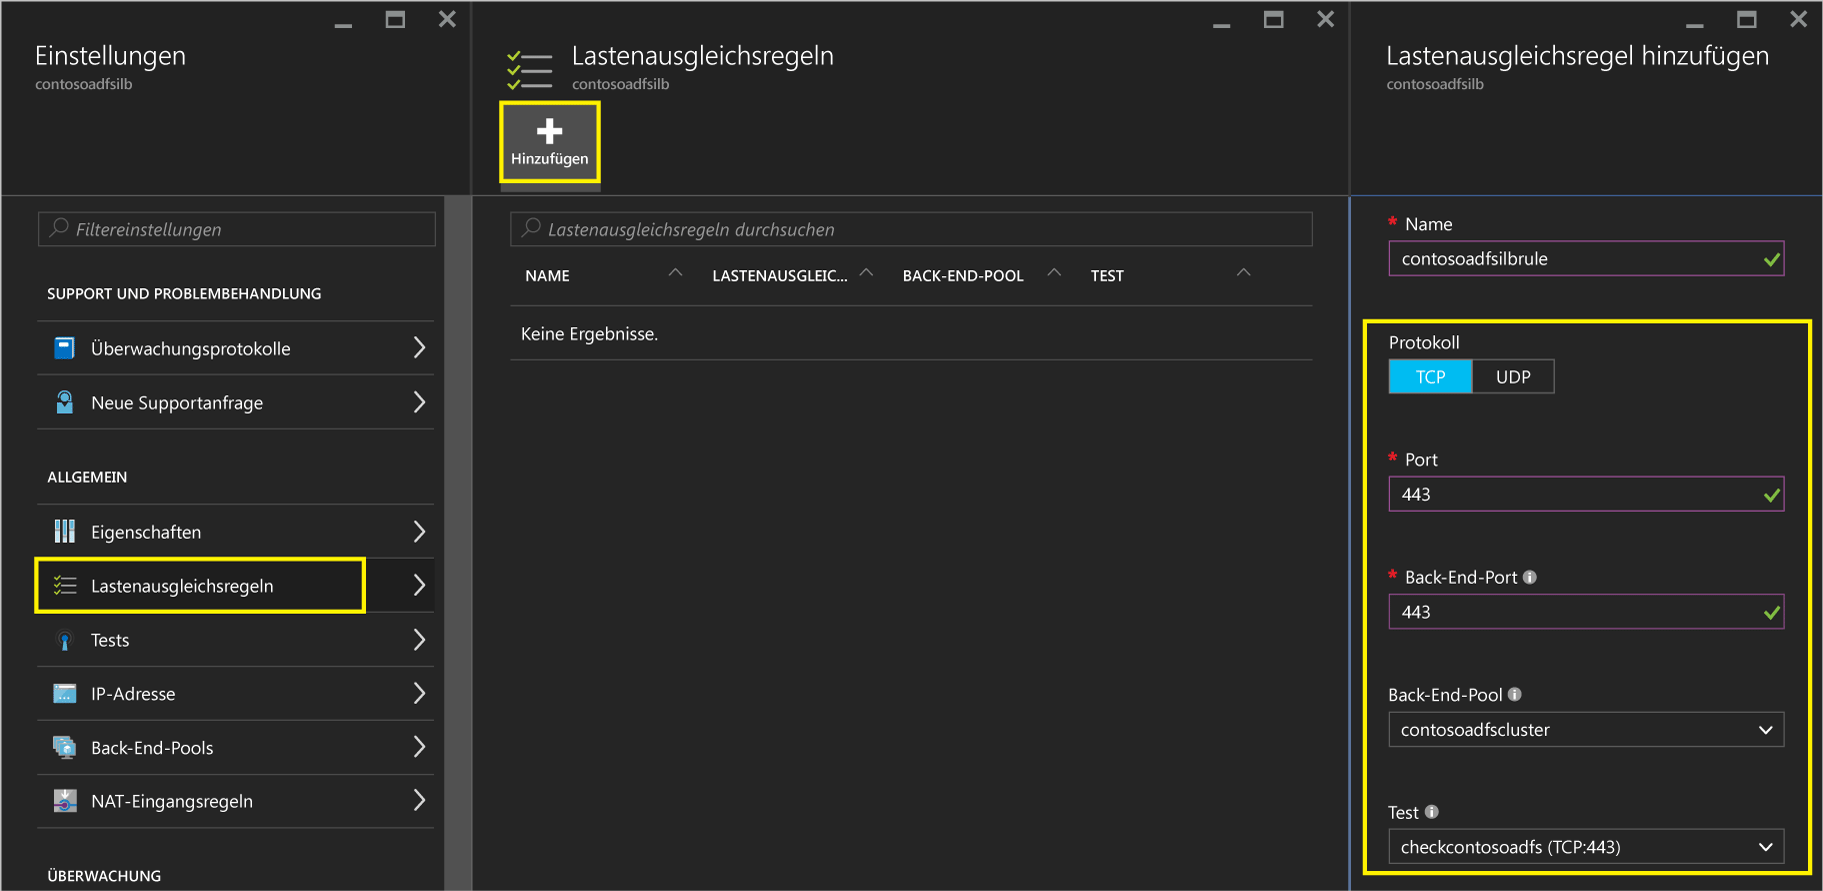 Einstellungen
contosoadfsilb
Filtereinstellungen
SUPPORT UND PROBLEMBEHANDLUNG
Überwachungsprotokolle
Neue Supportanfrage
ALLGEMEIN
Eigenschaften
Lastenausgleichsregeln
Tests
IP-Adresse
Back-End-Pools
NAT-Eingangsregeln
ÜBERWACHUNG
Lastenausgleichsregeln
contosoadfsilb
Hinzufügen
Lastenausgleichsregeln durchsuchen
NAME LASTENAUSGLEIC... BACK-END-POOL TEST
Keine Ergebnisse.
Lastenausgleichsregel hinzufügen
contosoadfsilb
* Name
contosoadfsilbrule
Protokoll
TCP UDP
* Port
443
* Back-End-Port
443
Back-End-Pool
contosoadfscluster
Test
checkcontosoadfs (TCP:443)